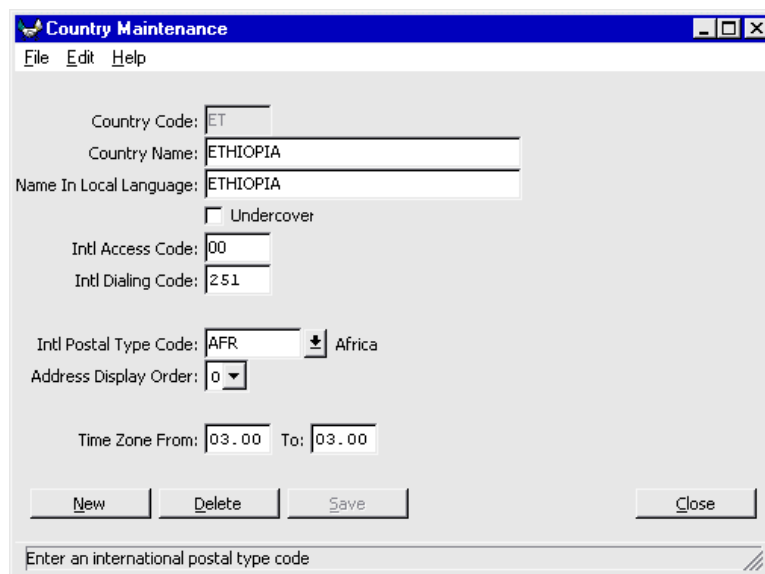 Country Maintenance
File Edit Help
Country Code: ET
Country Name: ETHIOPIA
Name In Local Language: ETHIOPIA
Undercover
Intl Access Code: 00
Intl Dialing Code: 251
Intl Postal Type Code: AFR Africa
Address Display Order: 0
Time Zone From: 03.00 To: 03.00
New Delete Save Close
Enter an international postal type code